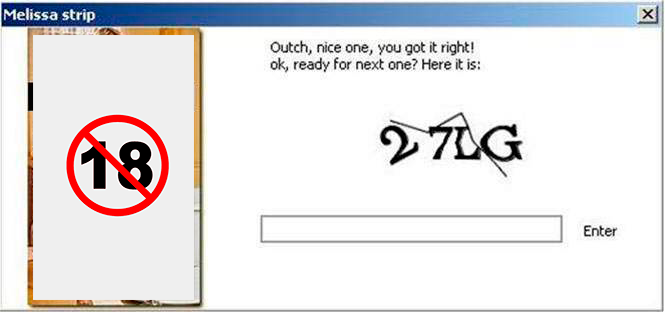 Melissa strip
Outch, nice one, you got it right!
ok, ready for next one? Here it is:
18
27LG
Enter